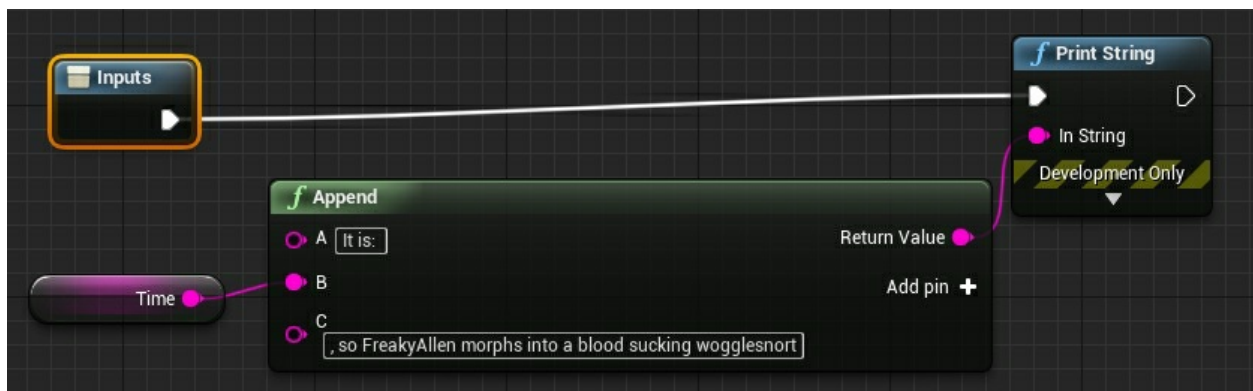 Inputs
f Print String
In String
Development Only
f Append
A It is:
Return Value
B
Add pin +
Time
C
, so FreakyAllen morphs into a blood sucking wogglesnort